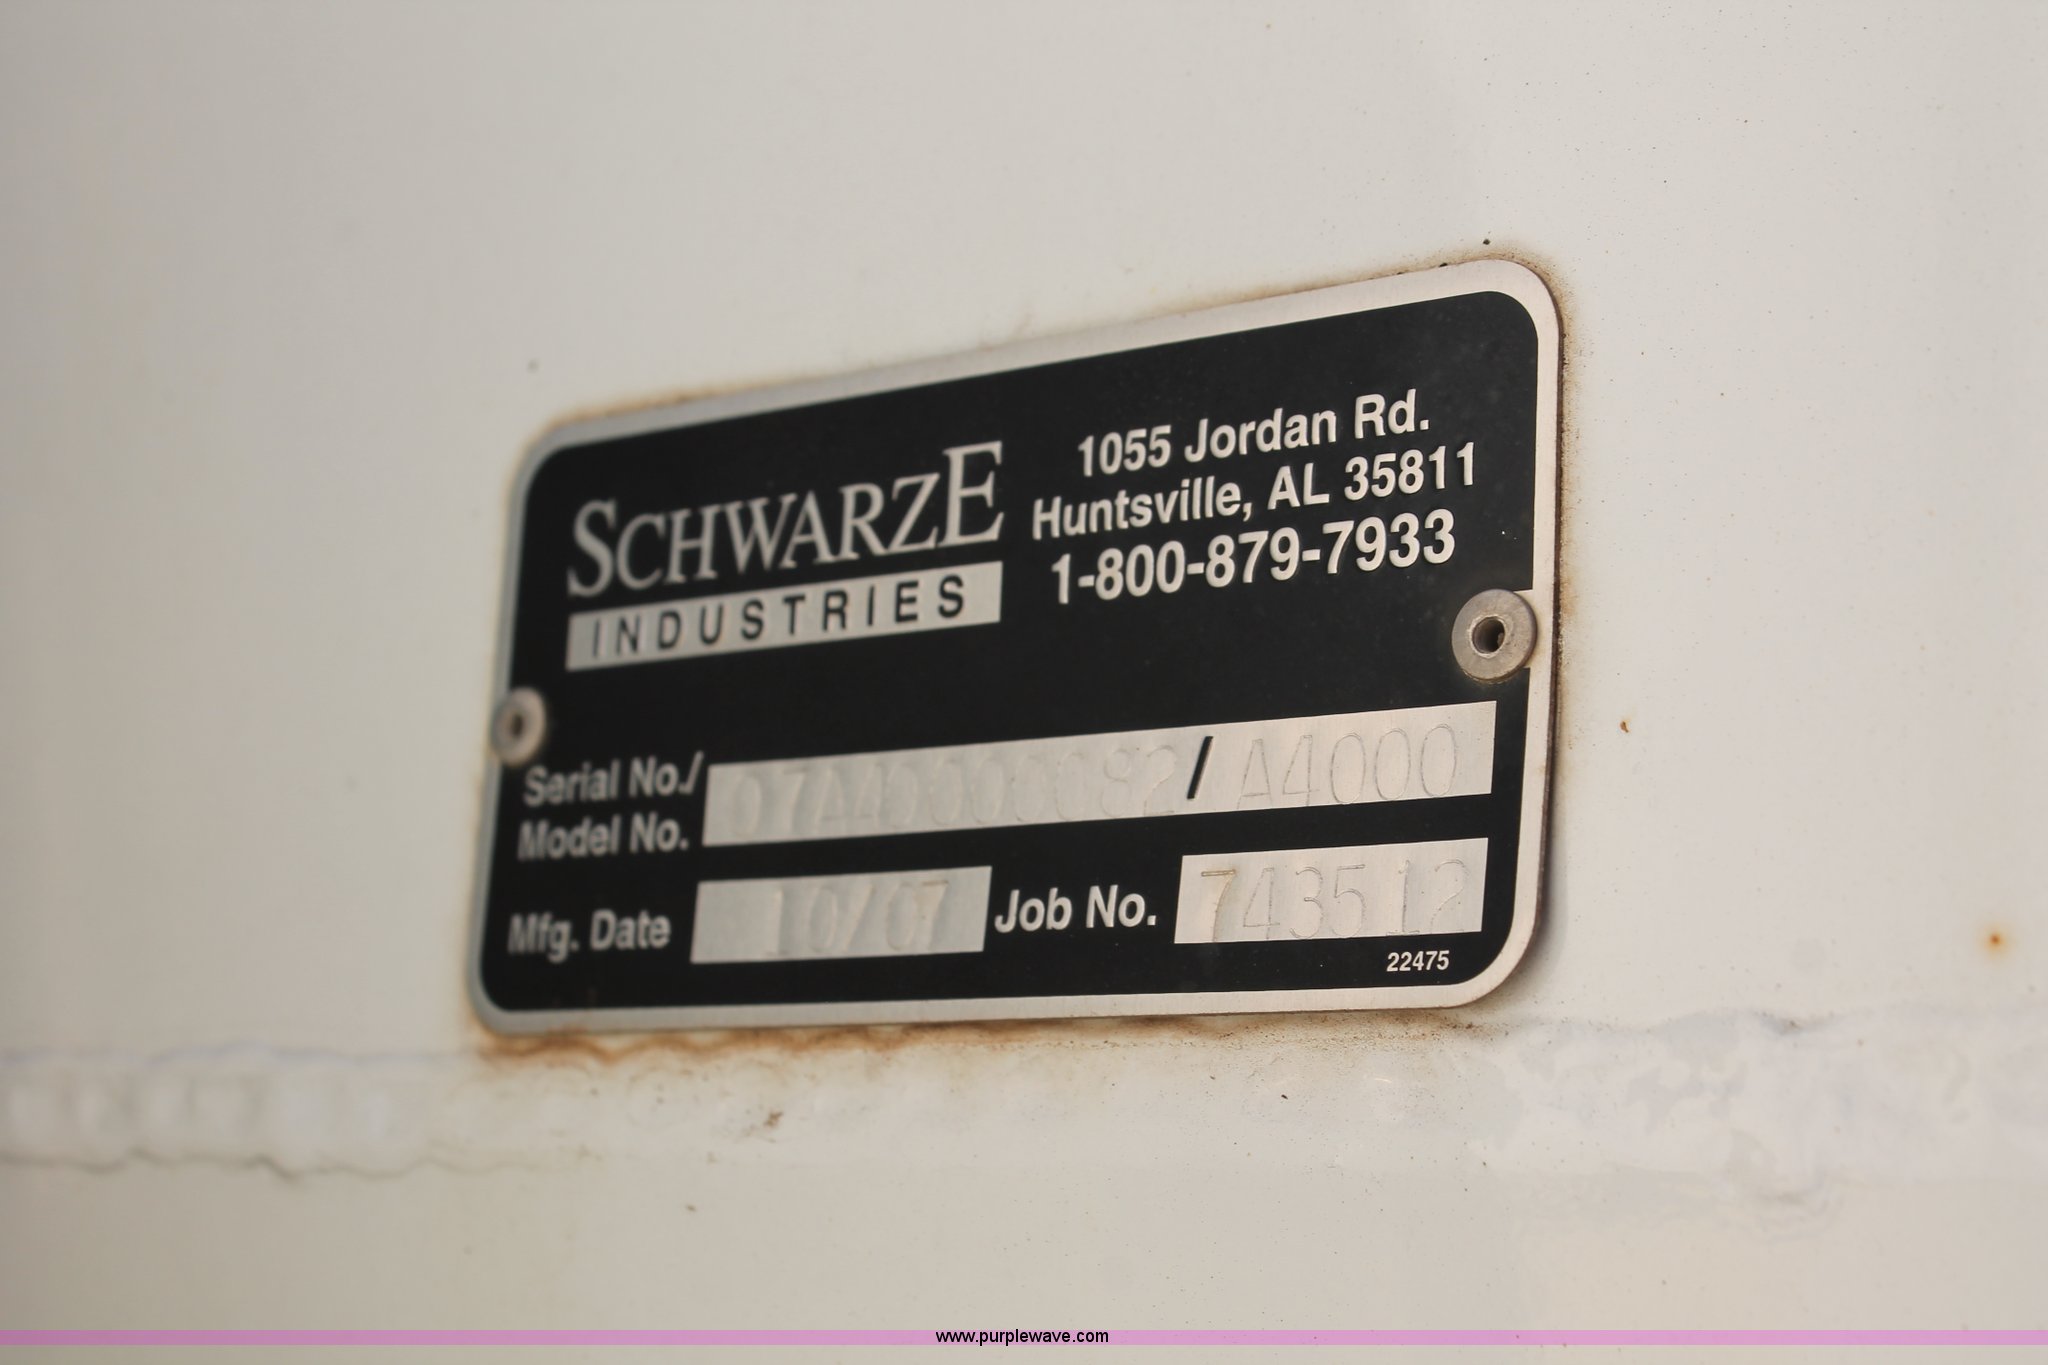 SCHWARZE
INDUSTRIES
1055 Jordan Rd.
Huntsville, AL 35811
1-800-879-7933
Serial No./
Model No.
07A40000082 / A4000
Mfg. Date 10/07 Job No. 743512
22475
www.purplewave.com